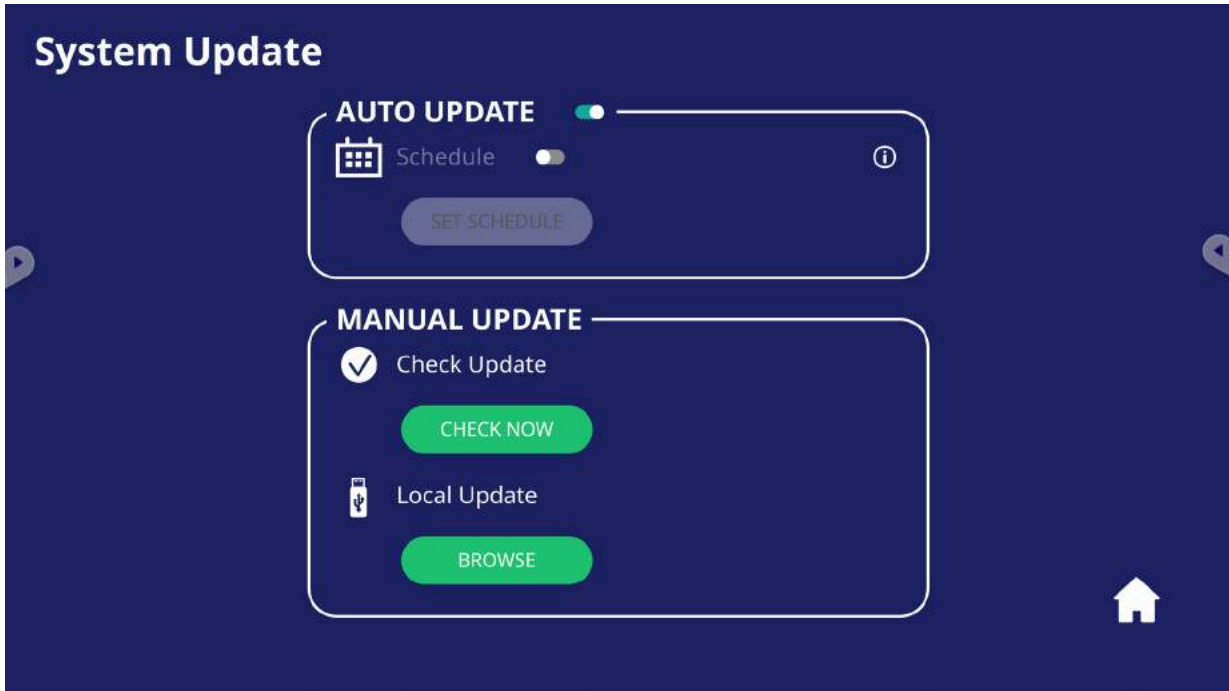 System Update
AUTO UPDATE
Schedule
SET SCHEDULE
MANUAL UPDATE
Check Update
CHECK NOW
Local Update
BROWSE